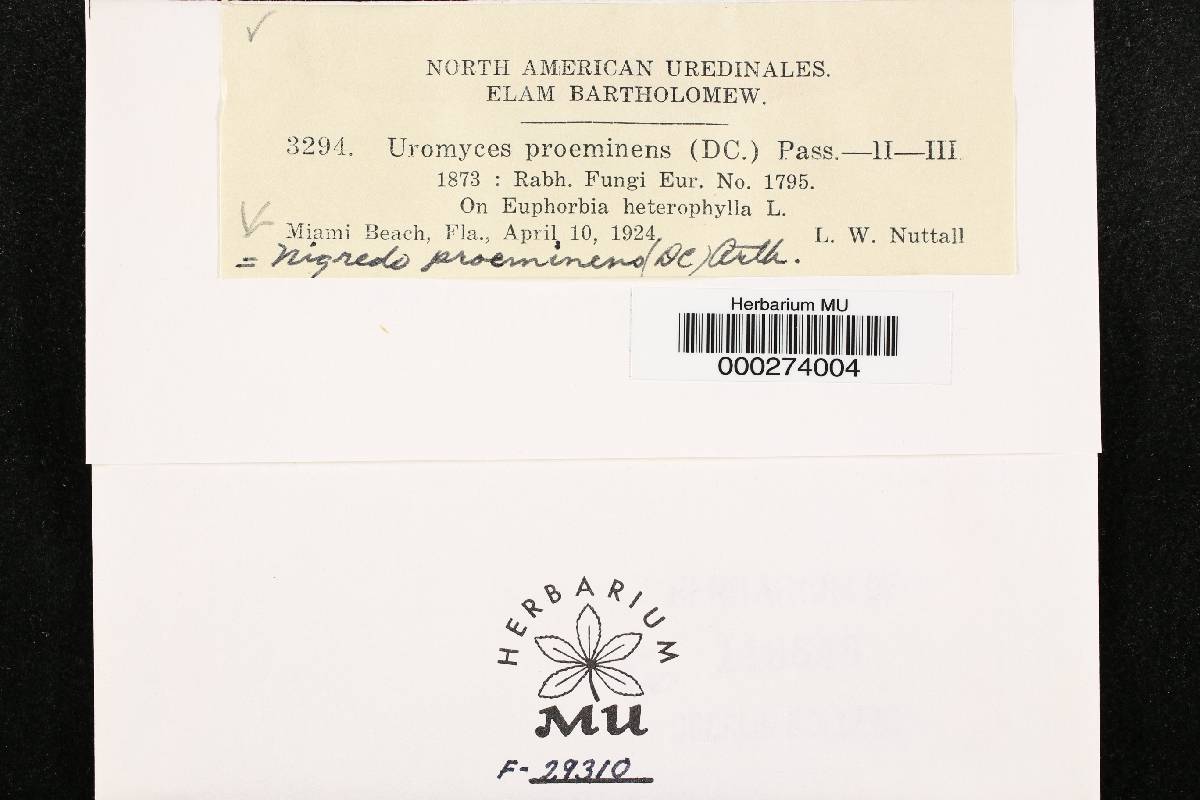 NORTH AMERICAN UREDINALES.
ELAM BARTHOLOMEW.
3294. Uromyces proeminens (DC.) Pass.—II—III.
1873 : Rabh. Fungi Eur. No. 1795.
On Euphorbia heterophylla L.
Miami Beach, Fla., April 10, 1924. L. W. Nuttall
= Nigredo proeminens (DC) Arth.
Herbarium MU
000274004
HERBARIUM
MU
F-29310